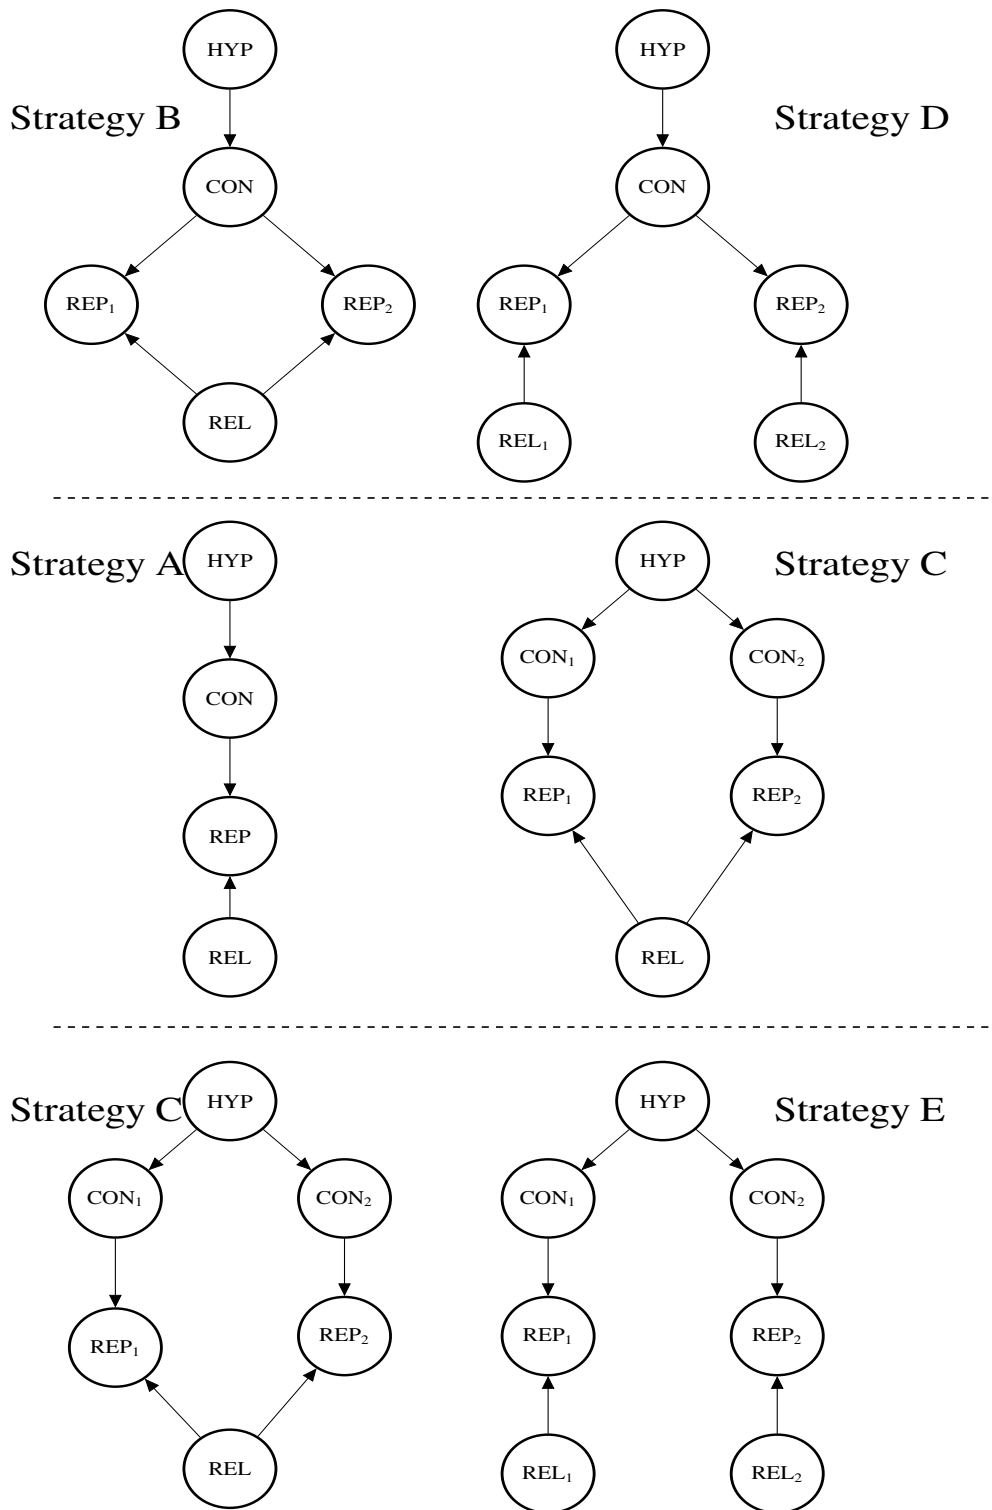 HYP
HYP
Strategy B
Strategy D
CON
CON
REP₁
REP₂
REP₁
REP₂
REL
REL₁
REL₂
Strategy A
HYP
HYP
Strategy C
CON₁
CON₂
CON
REP₁
REP₂
REP
REL
REL
Strategy C
HYP
HYP
Strategy E
CON₁
CON₂
CON₁
CON₂
REP₁
REP₂
REP₁
REP₂
REL
REL₁
REL₂